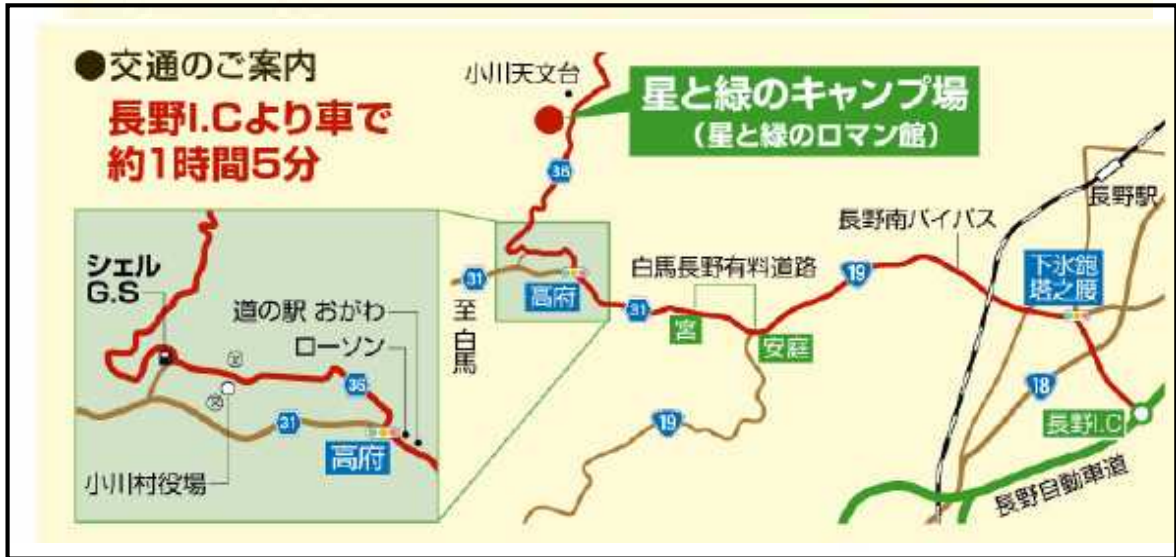 ●交通のご案内
長野I.Cより車で
約1時間5分
小川天文台
星と緑のキャンプ場
(星と緑のロマン館)
36
長野駅
長野南バイパス
シェル
G.S
31
高府
至白馬
白馬長野有料道路
19
下氷鉋
塔之腰
道の駅 おがわ
ローソン
31
宮
安庭
36
18
19
長野I.C
31
高府
小川村役場
長野自動車道